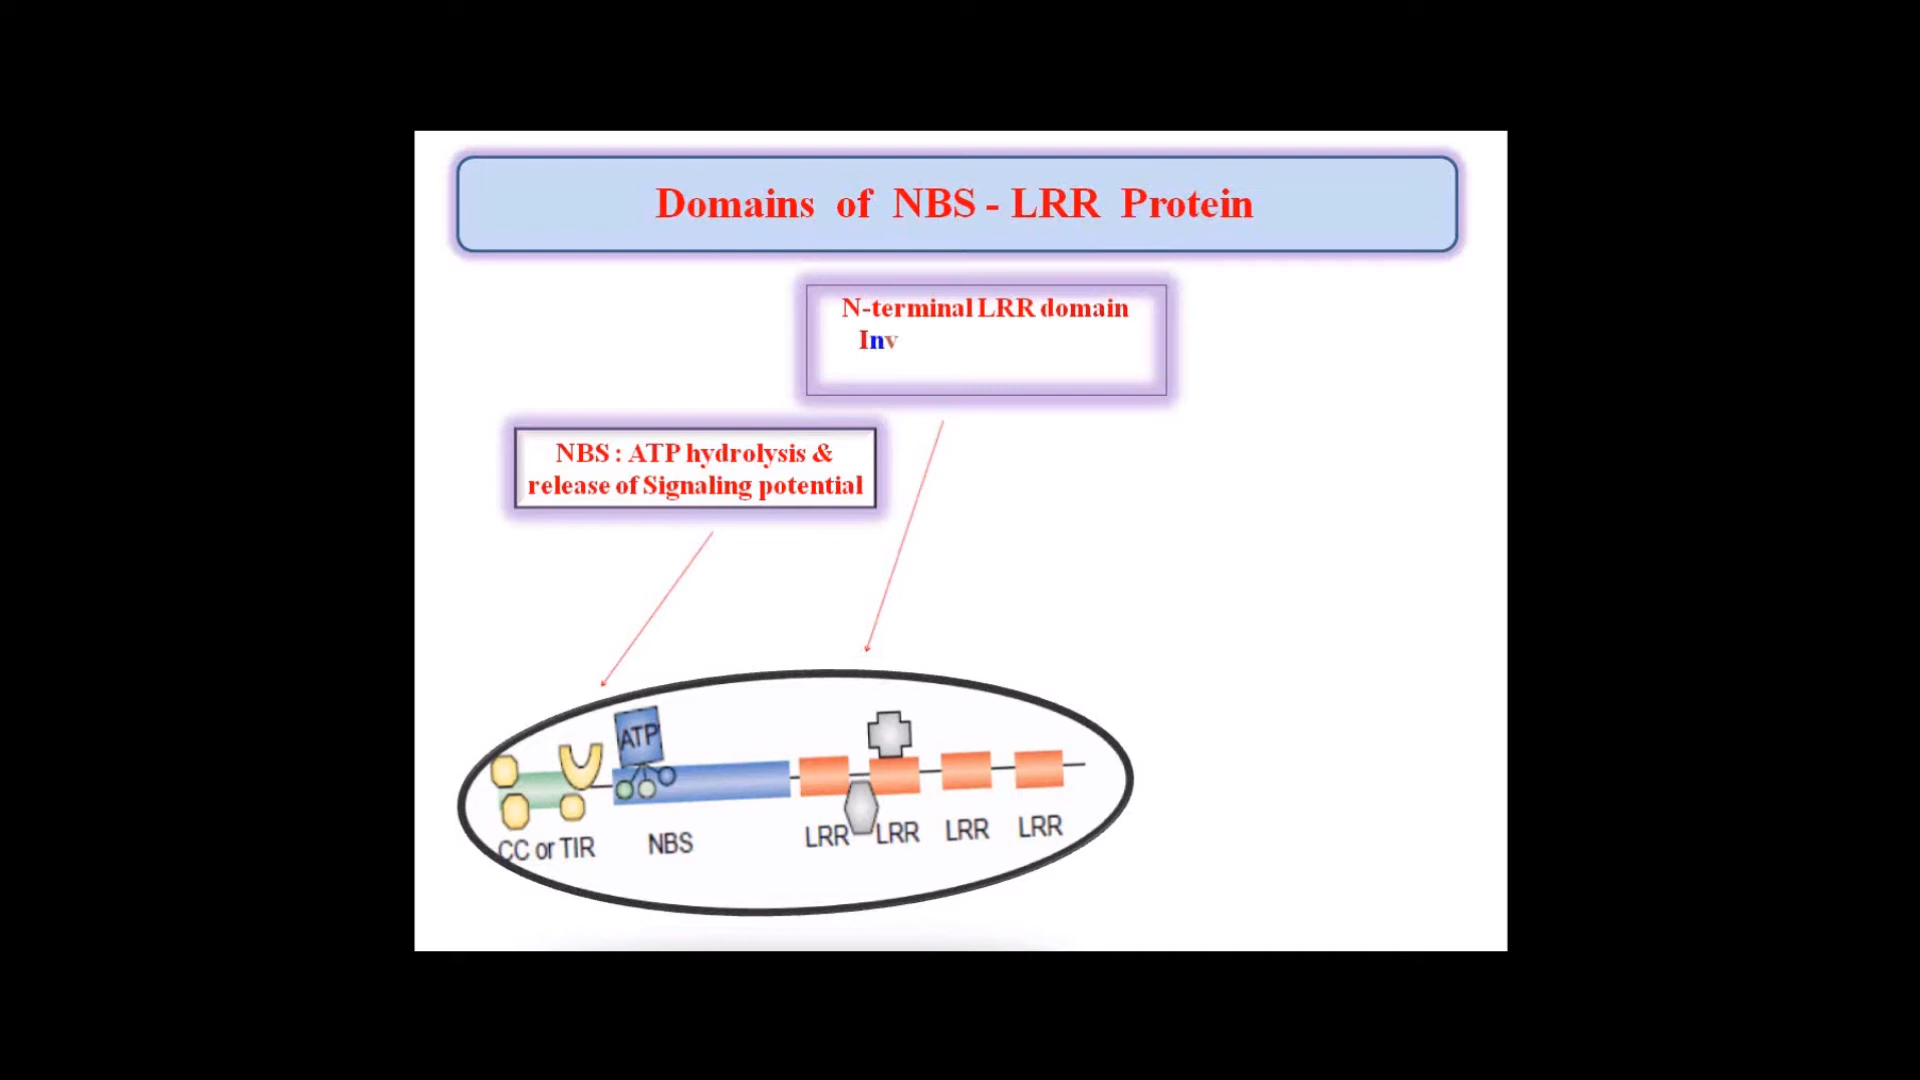 Domains of NBS - LRR Protein
N-terminal LRR domain
Inv
NBS : ATP hydrolysis &
release of Signaling potential
ATP
CC or TIR
NBS
LRR
LRR
LRR
LRR